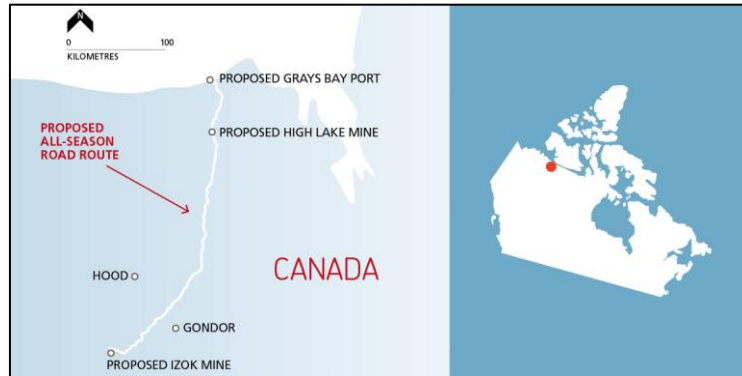 N
0 100
KILOMETRES
PROPOSED GRAYS BAY PORT
PROPOSED HIGH LAKE MINE
PROPOSED
ALL-SEASON
ROAD ROUTE
CANADA
HOOD
GONDOR
PROPOSED IZOK MINE